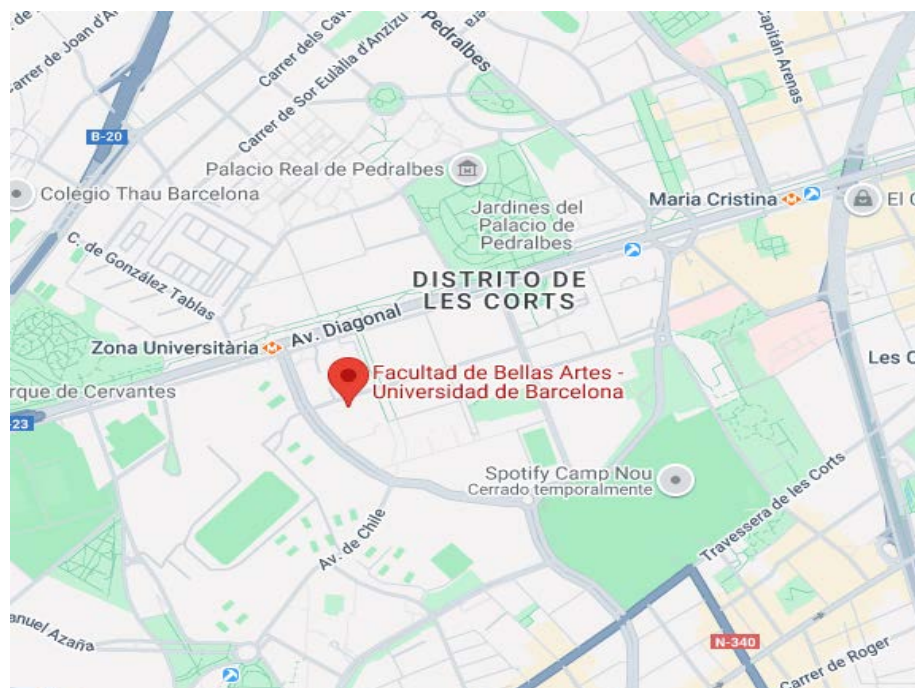 Carrer de Joan d'A
Carrer dels Cava
Carrer de Sor Eulàlia d'Anzizu
Pedralbes
Capitán Arenas
B-20
Palacio Real de Pedralbes
Colegio Thau Barcelona
Maria Cristina
El C
Jardines del
Palacio de
Pedralbes
C. de González Tablas
DISTRITO DE
LES CORTS
Av. Diagonal
Zona Universitària
Les C
Facultad de Bellas Artes -
Universidad de Barcelona
rque de Cervantes
-23
Spotify Camp Nou
Cerrado temporalmente
Travessera de les Corts
Av. de Chile
anuel Azaña
N-340
Carrer de Roger